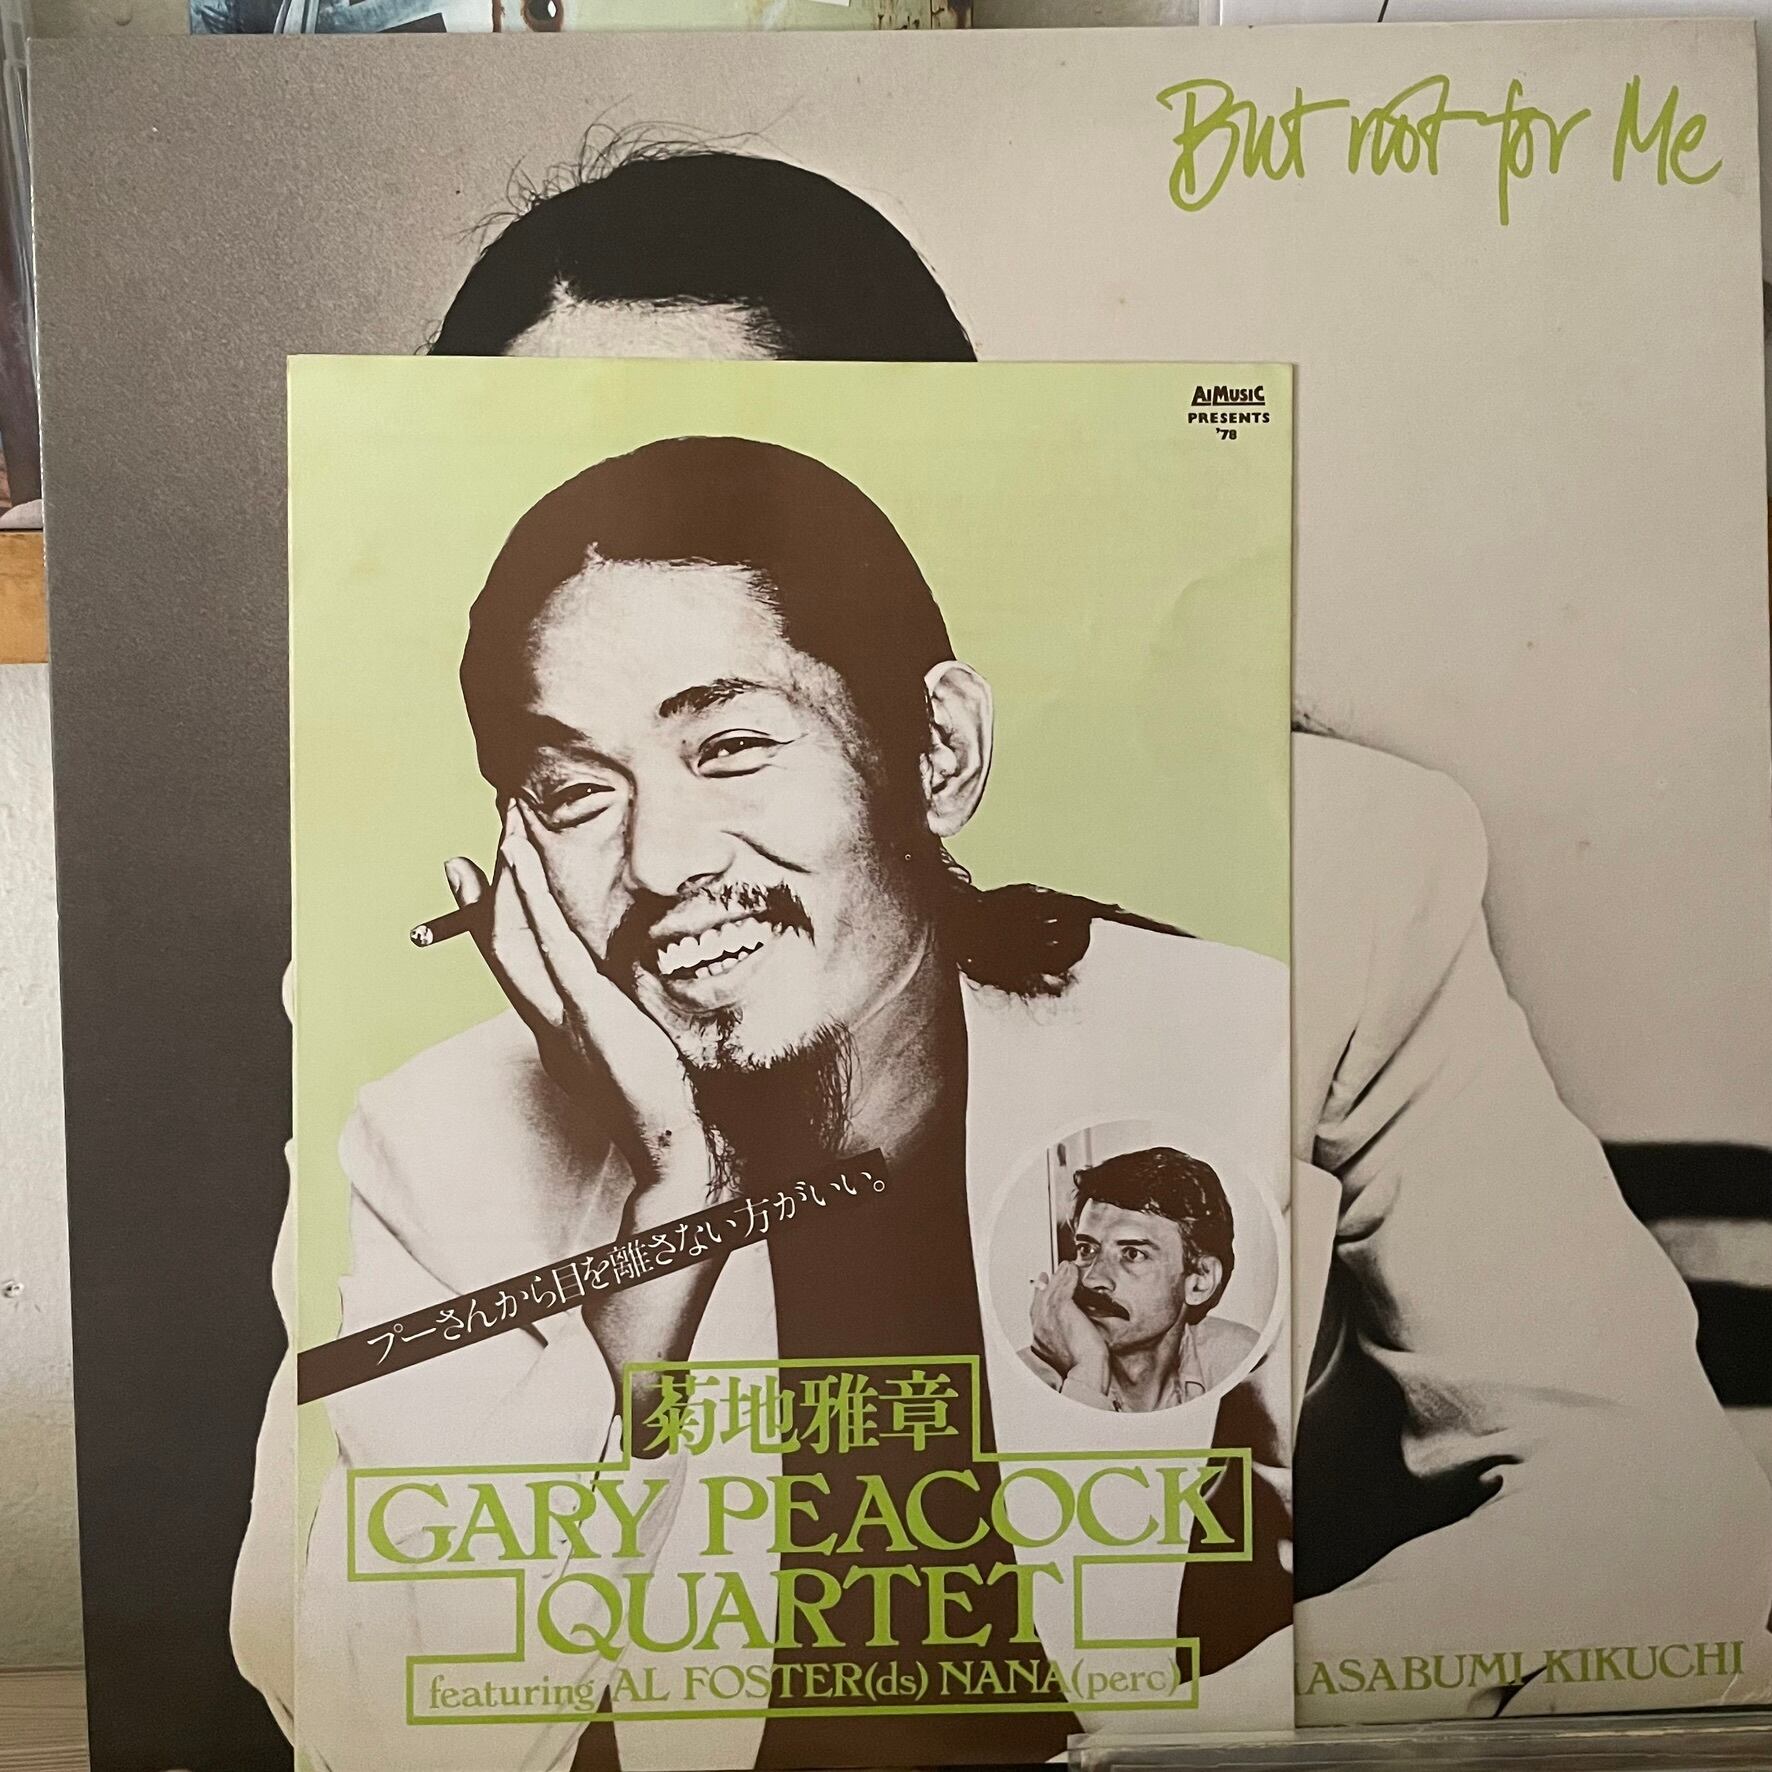 But not for Me
AIMUSIC
PRESENTS
'78
プーさんから目を離さない方がいい。
菊地雅章
GARY PEACOCK
QUARTET
featuring AL FOSTER(ds) NANA(perc)
ASABUMI KIKUCHI